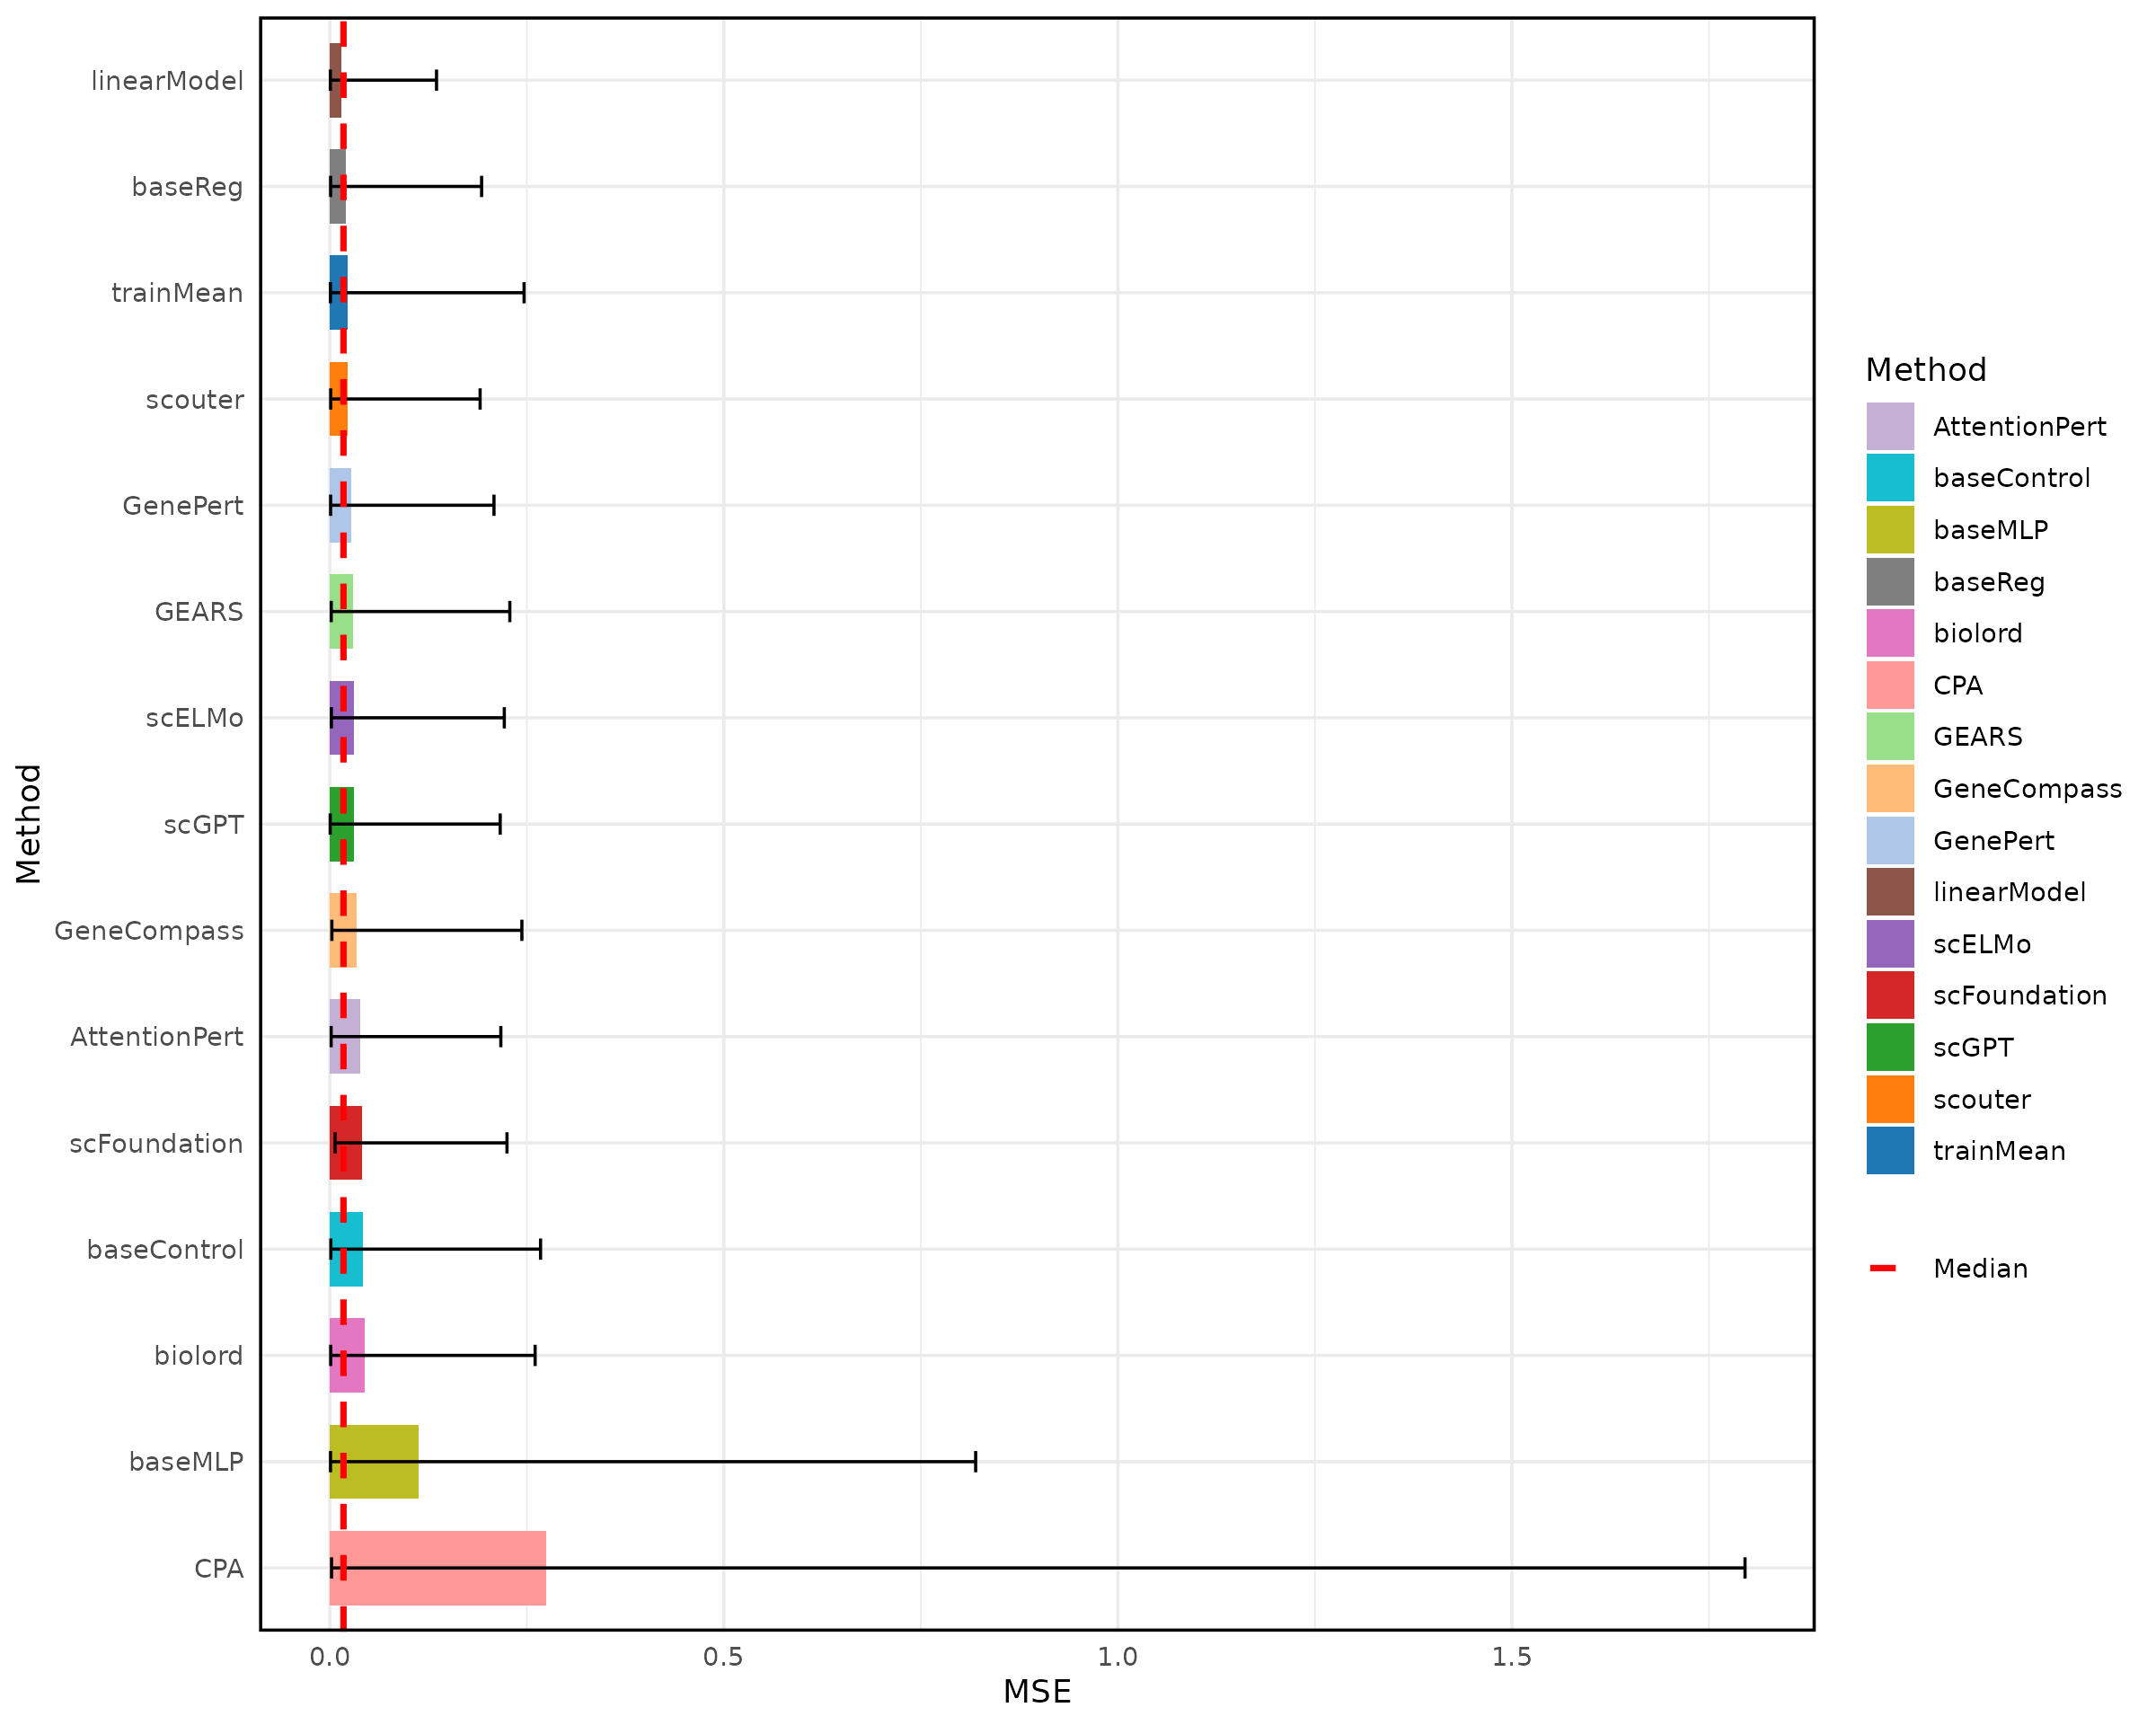 Method
linearModel
baseReg
trainMean
scouter
GenePert
GEARS
scELMo
scGPT
GeneCompass
AttentionPert
scFoundation
baseControl
biolord
baseMLP
CPA
0.0 0.5 1.0 1.5
MSE
Method
AttentionPert
baseControl
baseMLP
baseReg
biolord
CPA
GEARS
GeneCompass
GenePert
linearModel
scELMo
scFoundation
scGPT
scouter
trainMean
Median